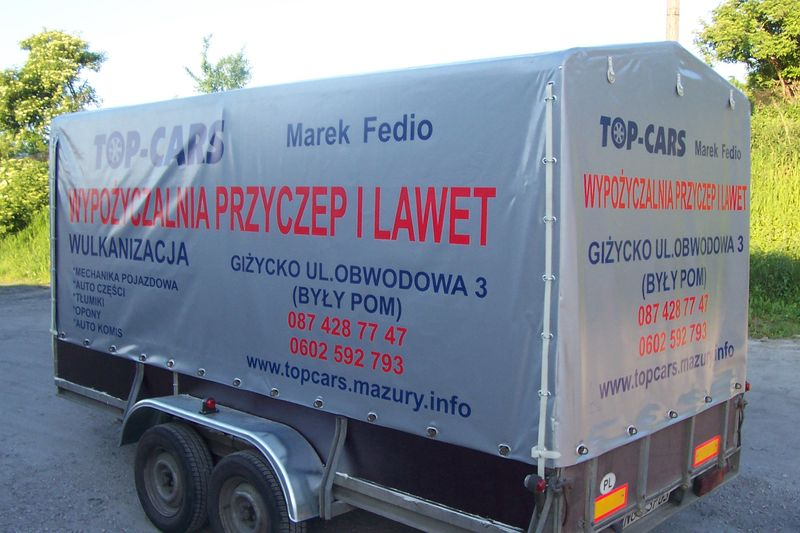 TOP-CARS Marek Fedio
WYPOŻYCZALNIA PRZYCZEP I LAWET
WULKANIZACJA
*MECHANIKA POJAZDOWA
*AUTO CZĘŚCI
*TŁUMIKI
*OPONY
*AUTO KOMIS
GIŻYCKO UL.OBWODOWA 3
(BYŁY POM)
087 428 77 47
0602 592 793
www.topcars.mazury.info
TOP-CARS Marek Fedio
WYPOŻYCZALNIA PRZYCZEP I LAWET
GIŻYCKO UL.OBWODOWA 3
(BYŁY POM)
087 428 77 47
0602 592 793
www.topcars.mazury.info
PL